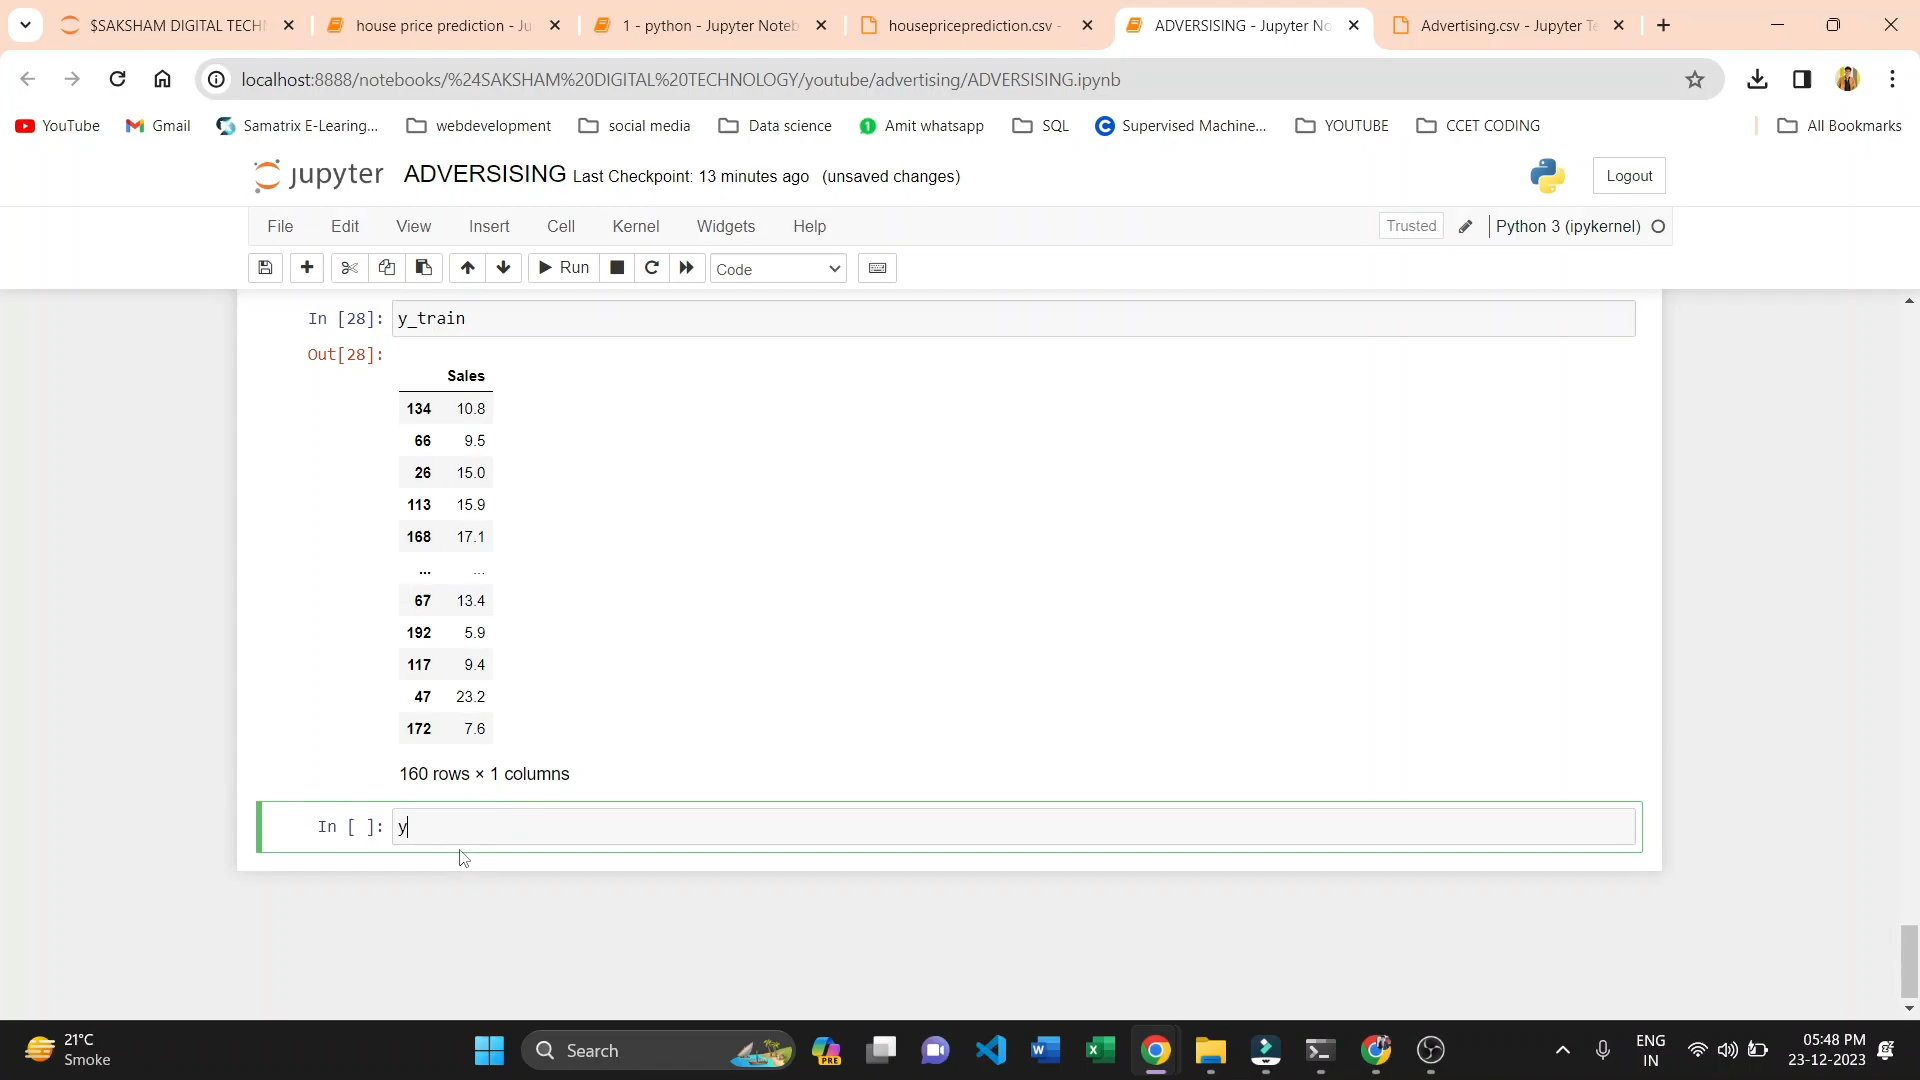 $SAKSHAM DIGITAL TECH
house price prediction - Ju
1 - python - Jupyter Noteb
housepriceprediction.csv -
ADVERSISING - Jupyter No
Advertising.csv - Jupyter Te
localhost:8888/notebooks/%24SAKSHAM%20DIGITAL%20TECHNOLOGY/youtube/advertising/ADVERSISING.ipynb
YouTube
Gmail
Samatrix E-Learing...
webdevelopment
social media
Data science
Amit whatsapp
SQL
Supervised Machine...
YOUTUBE
CCET CODING
All Bookmarks
jupyter
ADVERSISING Last Checkpoint: 13 minutes ago (unsaved changes)
Logout
File Edit View Insert Cell Kernel Widgets Help
Trusted
Python 3 (ipykernel)
Run
Code
In [28]: y_train
Out[28]:
Sales
134 10.8
66 9.5
26 15.0
113 15.9
168 17.1
... ...
67 13.4
192 5.9
117 9.4
47 23.2
172 7.6
160 rows × 1 columns
In [ ]: y
21°C
Smoke
Search
PRE
ENG
IN
05:48 PM
23-12-2023